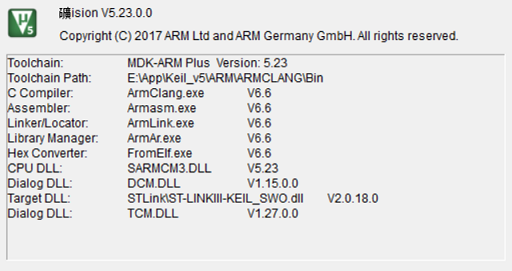 µV5
礦ision V5.23.0.0
Copyright (C) 2017 ARM Ltd and ARM Germany GmbH. All rights reserved.
Toolchain: MDK-ARM Plus Version: 5.23
Toolchain Path: E:\App\Keil_v5\ARM\ARMCLANG\Bin
C Compiler: ArmClang.exe V6.6
Assembler: Armasm.exe V6.6
Linker/Locator: ArmLink.exe V6.6
Library Manager: ArmAr.exe V6.6
Hex Converter: FromElf.exe V6.6
CPU DLL: SARMCM3.DLL V5.23
Dialog DLL: DCM.DLL V1.15.0.0
Target DLL: STLink\ST-LINKIII-KEIL_SWO.dll V2.0.18.0
Dialog DLL: TCM.DLL V1.27.0.0